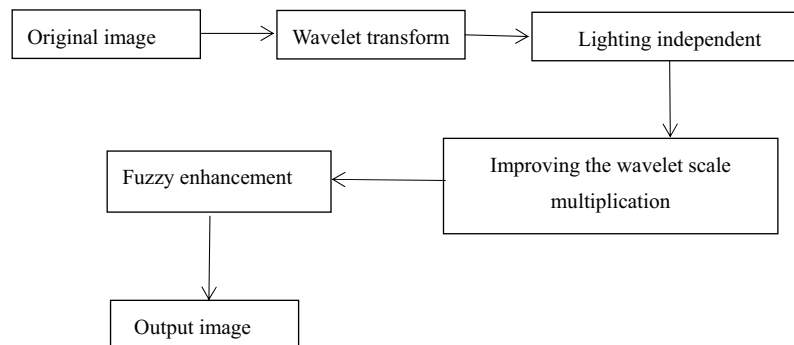 Original image
Wavelet transform
Lighting independent
Improving the wavelet scale
multiplication
Fuzzy enhancement
Output image